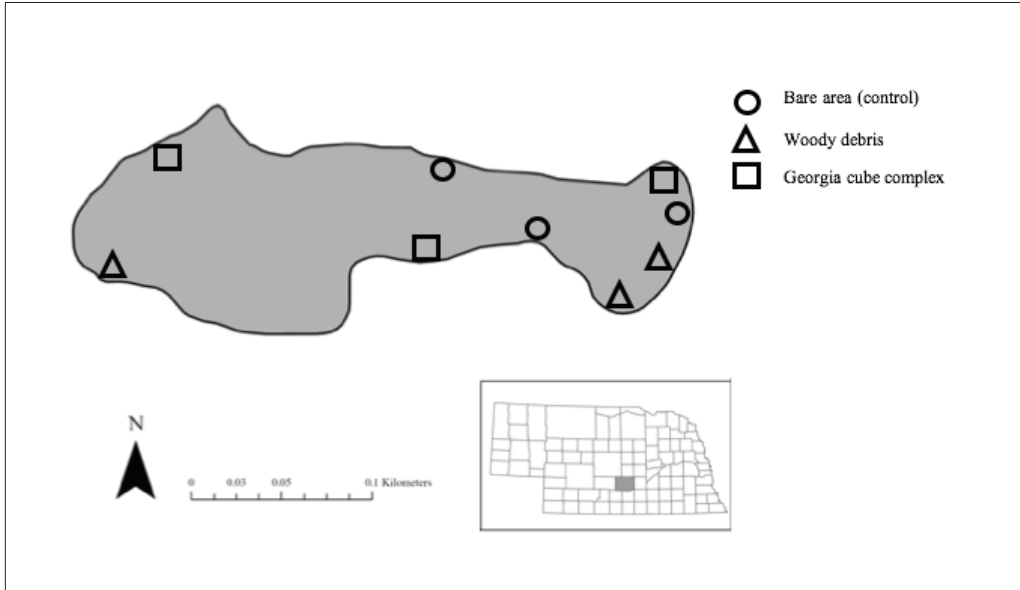 Bare area (control)
Woody debris
Georgia cube complex
N
0 0.03 0.05 0.1 Kilometers